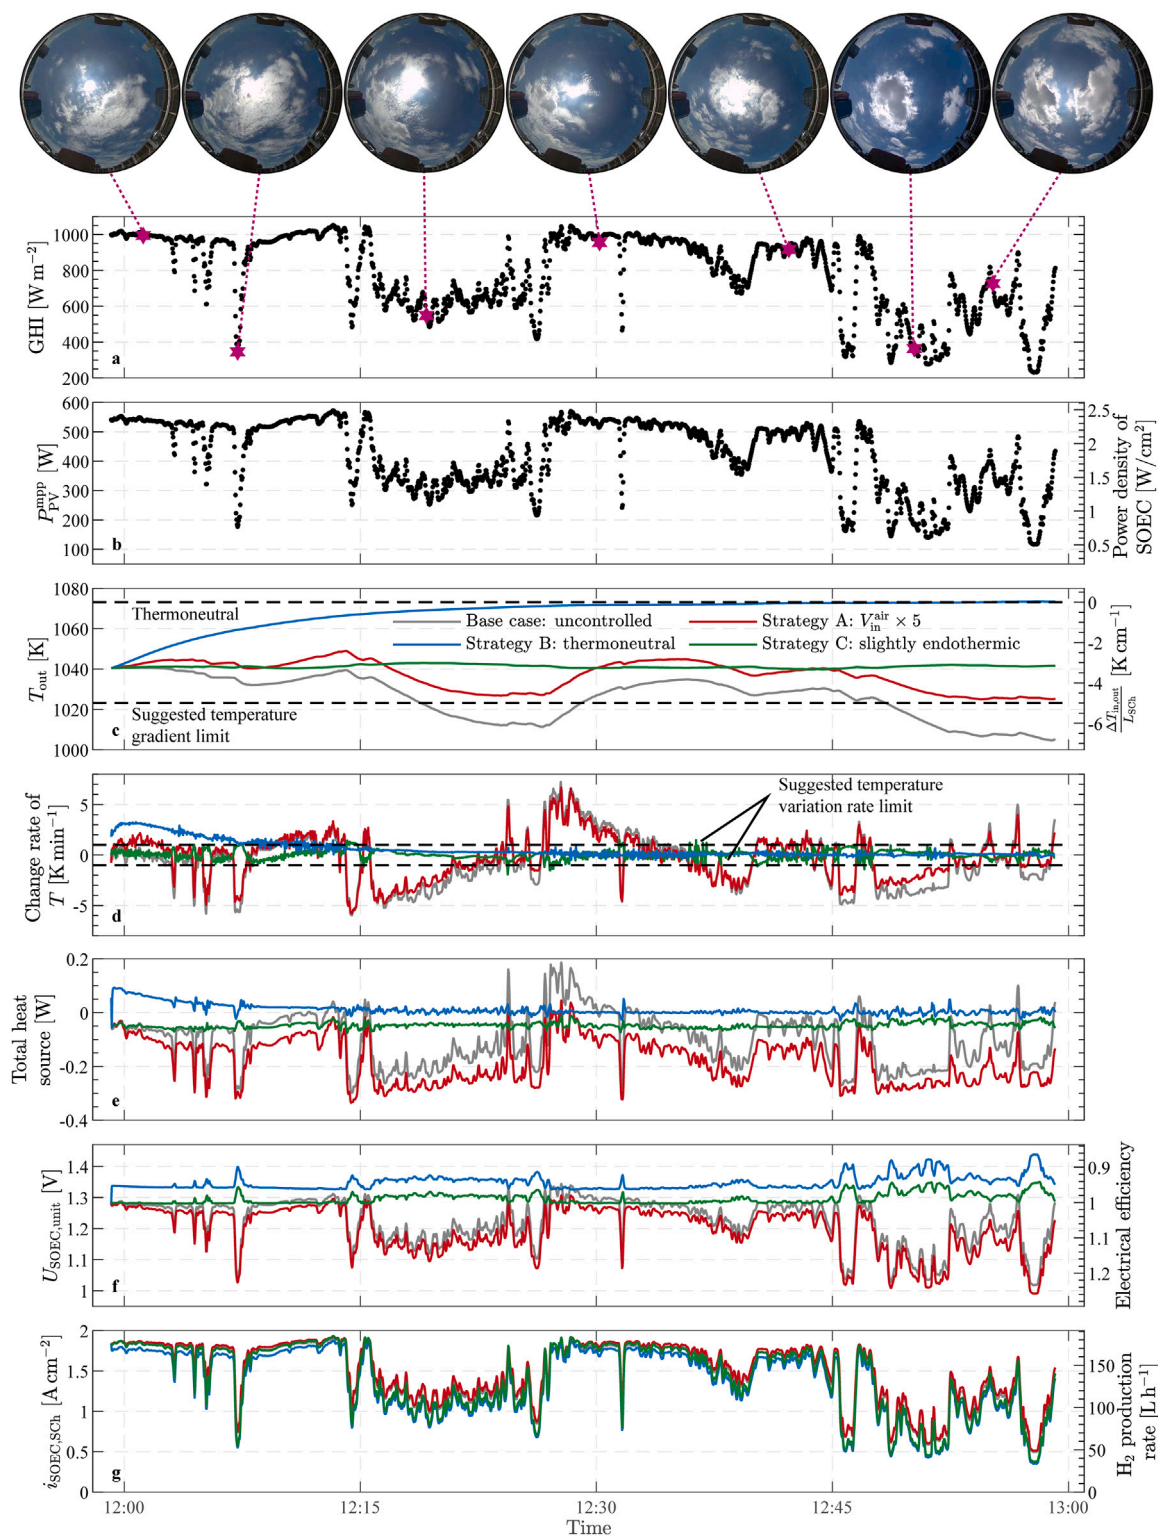 GHI [W m⁻²]
1000
800
600
400
200
a
P_PV^mpp [W]
600
500
400
300
200
100
b
2.5
2
1.5
1
0.5
Power density of
SOEC [W/cm²]
T_out [K]
1080
1060
1040
1020
1000
Thermoneutral
Base case: uncontrolled
Strategy A: V_in^air × 5
Strategy B: thermoneutral
Strategy C: slightly endothermic
Suggested temperature
gradient limit
c
0
-2
-4
-6
ΔT_in,out / L_SCh [K cm⁻¹]
Change rate of
T [K min⁻¹]
5
0
-5
Suggested temperature
variation rate limit
d
Total heat
source [W]
0.2
0
-0.2
-0.4
e
U_SOEC,unit [V]
1.4
1.3
1.2
1.1
1
f
0.9
1
1.1
1.2
Electrical efficiency
i_SOEC,SCh [A cm⁻²]
2
1.5
1
0.5
0
g
150
100
50
0
H₂ production
rate [L h⁻¹]
12:00
12:15
12:30
12:45
13:00
Time